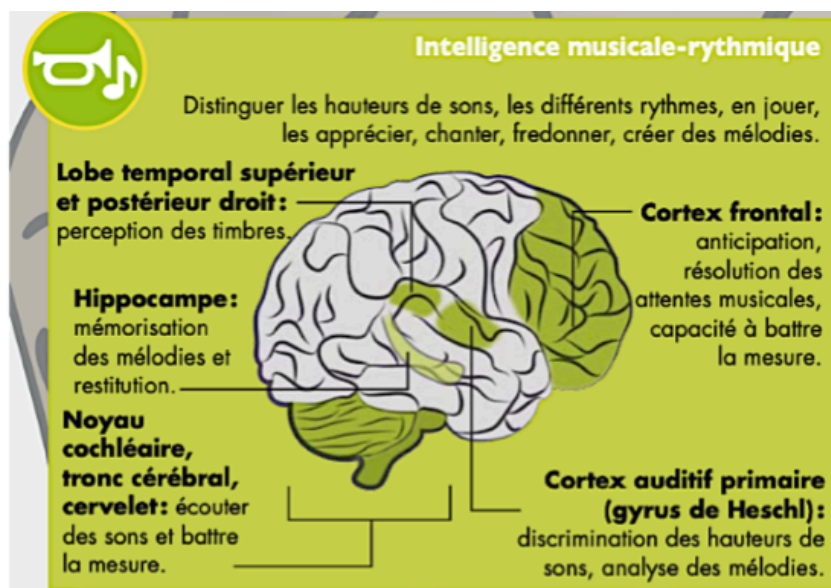 Intelligence musicale-rythmique
Distinguer les hauteurs de sons, les différents rythmes, en jouer,
les apprécier, chanter, fredonner, créer des mélodies.
Lobe temporal supérieur
et postérieur droit :
perception des timbres.
Hippocampe :
mémorisation
des mélodies et
restitution.
Noyau
cochléaire,
tronc cérébral,
cervelet : écouter
des sons et battre
la mesure.
Cortex frontal :
anticipation,
résolution des
attentes musicales,
capacité à battre
la mesure.
Cortex auditif primaire
(gyrus de Heschl) :
discrimination des hauteurs de
sons, analyse des mélodies.